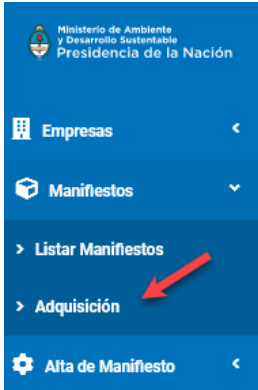 Ministerio de Ambiente
y Desarrollo Sustentable
Presidencia de la Nación
Empresas
Manifiestos
Listar Manifiestos
Adquisición
Alta de Manifiesto